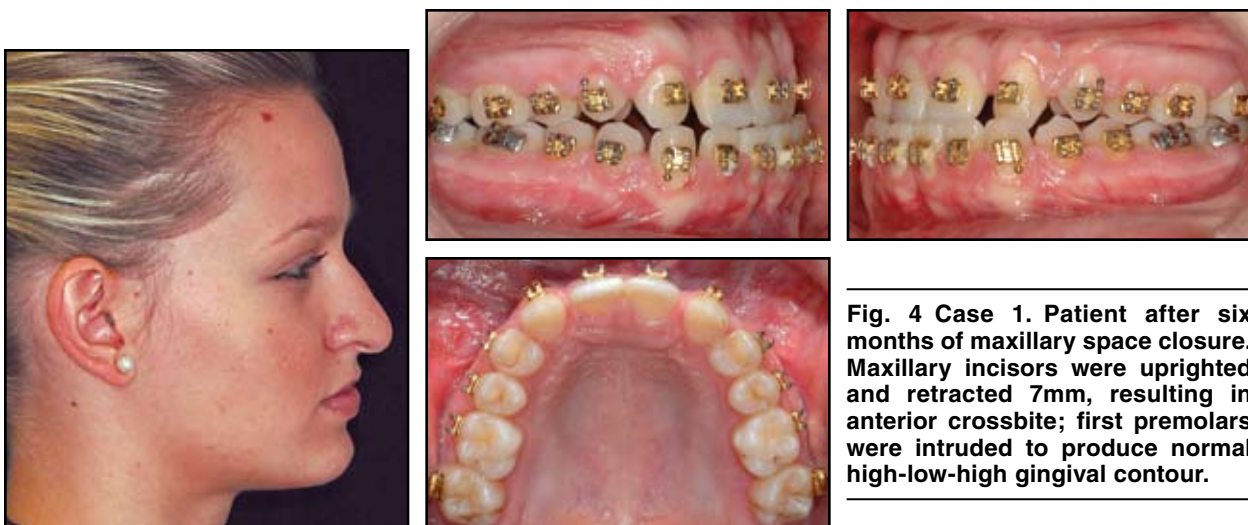 Fig. 4 Case 1. Patient after six
months of maxillary space closure.
Maxillary incisors were uprighted
and retracted 7mm, resulting in
anterior crossbite; first premolars
were intruded to produce normal
high-low-high gingival contour.